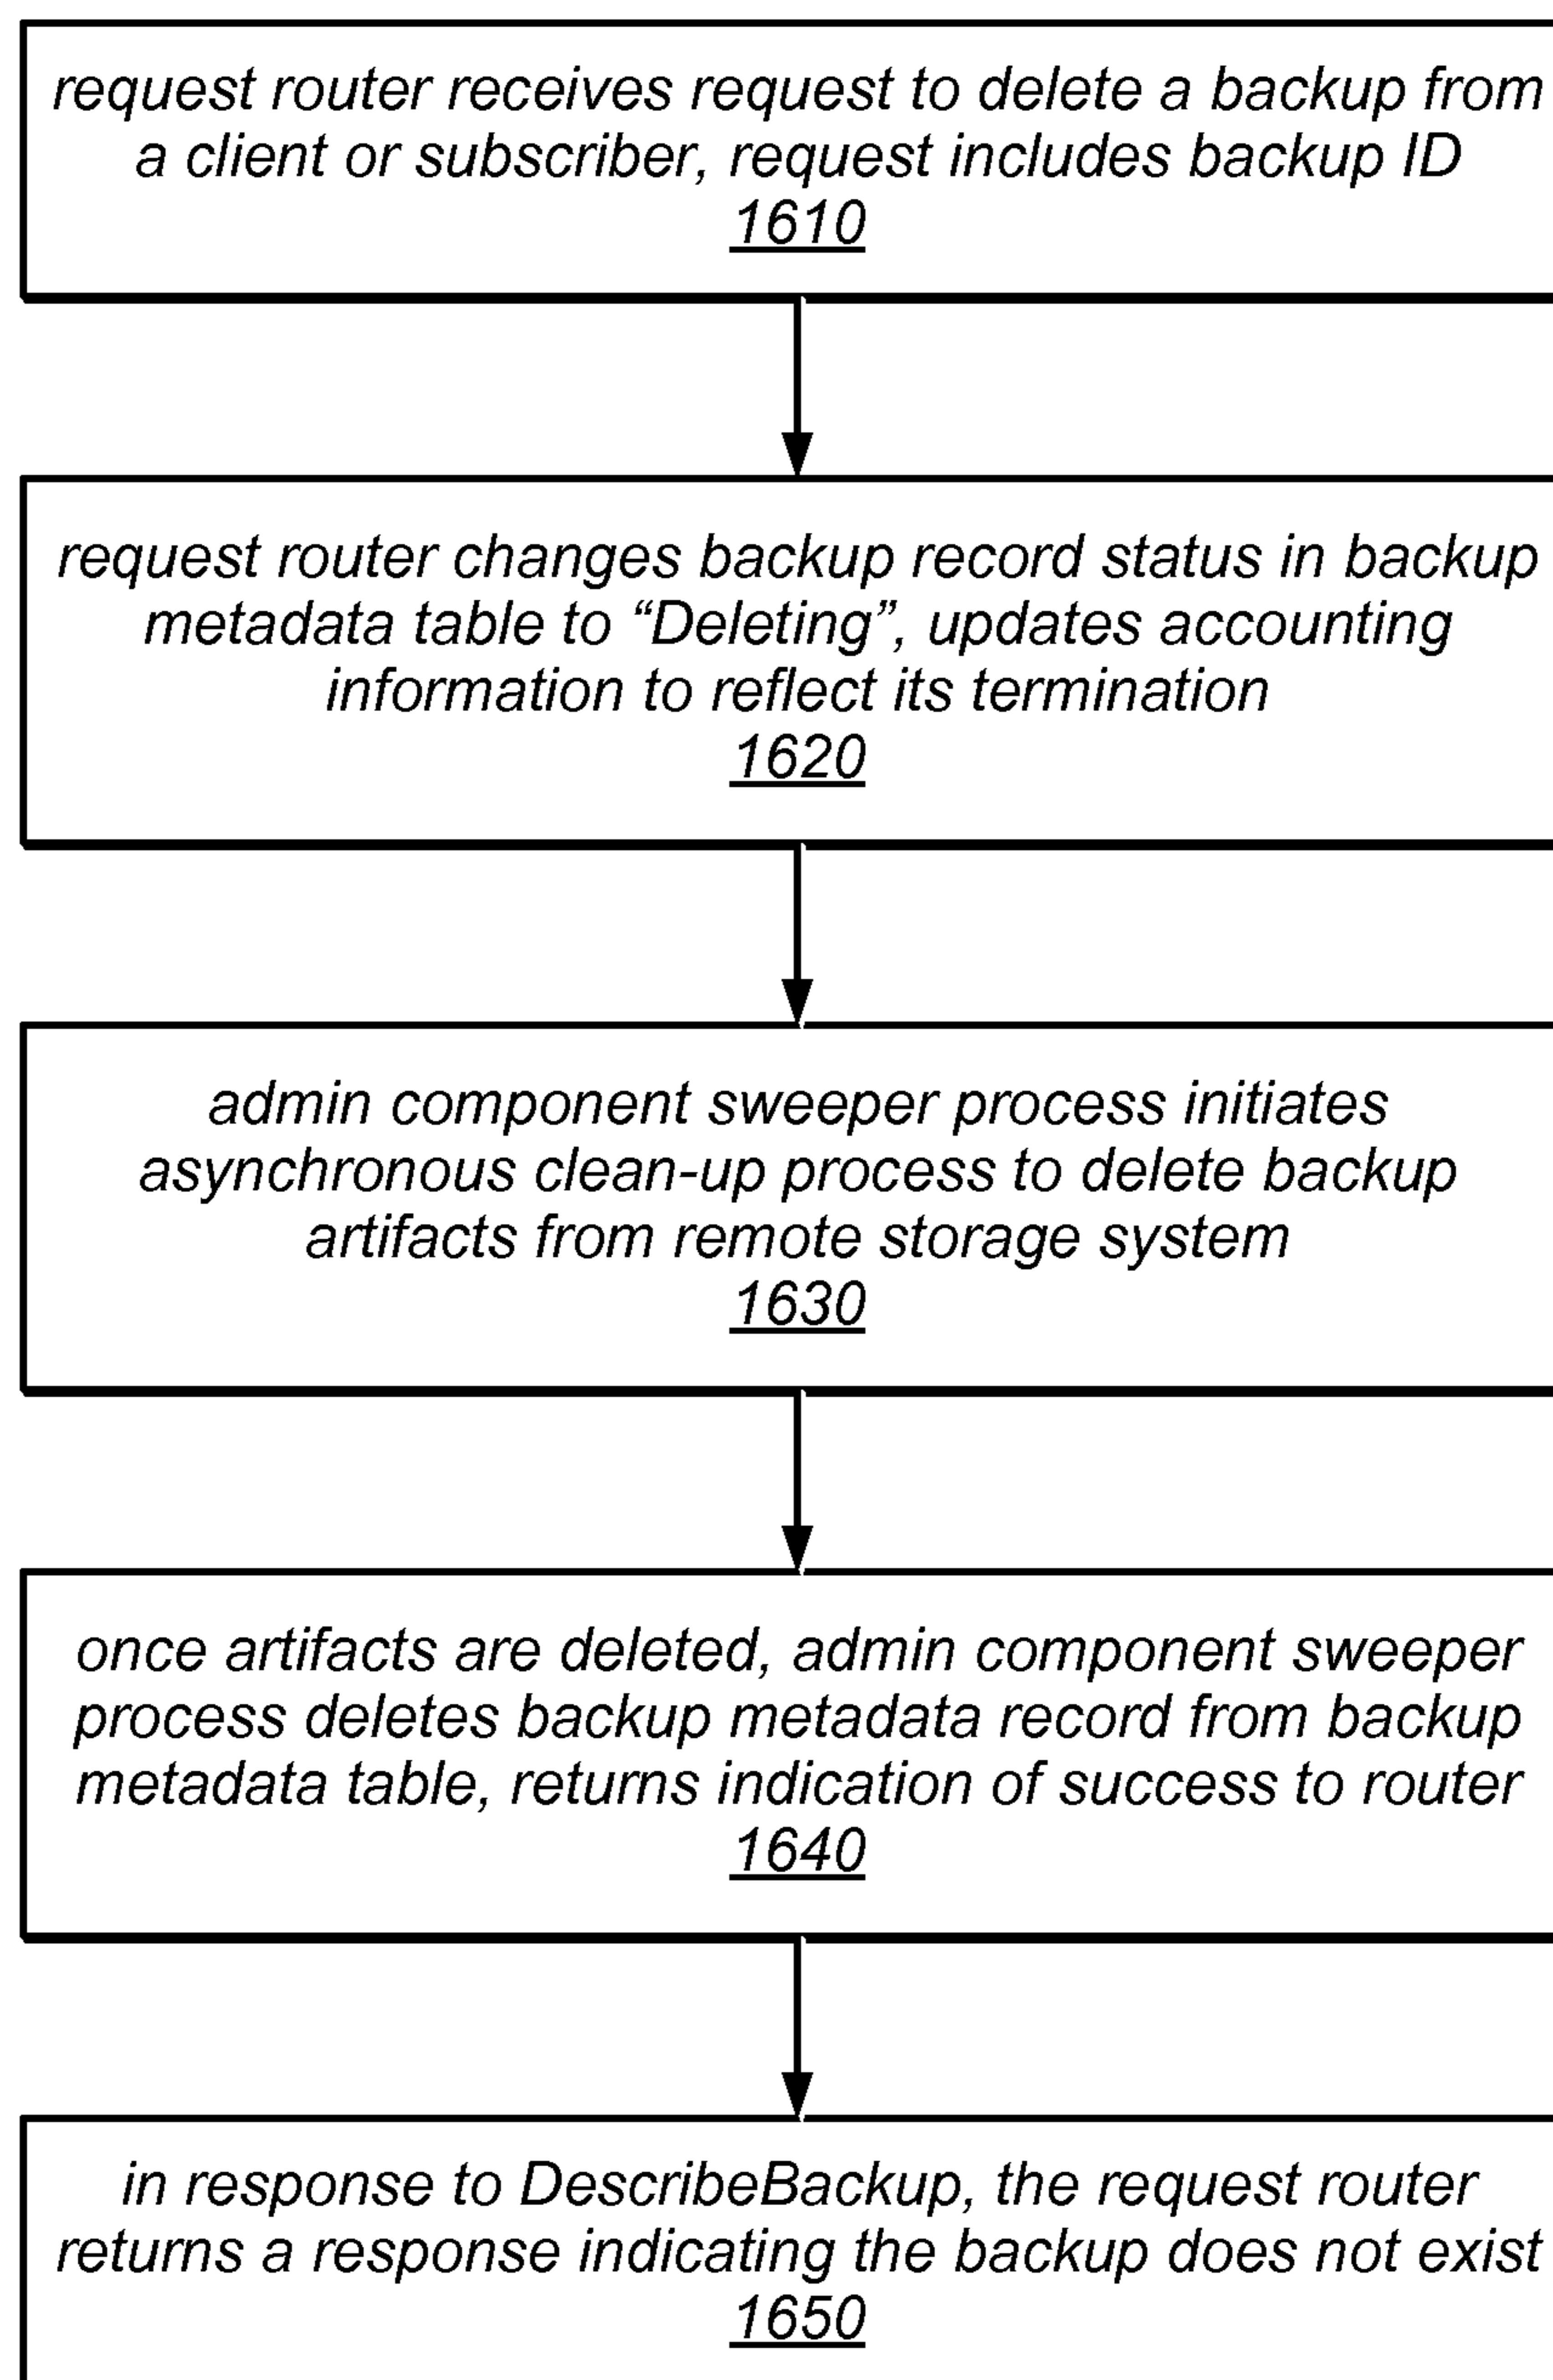 request router receives request to delete a backup from
a client or subscriber, request includes backup ID
1610
request router changes backup record status in backup
metadata table to “Deleting”, updates accounting
information to reflect its termination
1620
admin component sweeper process initiates
asynchronous clean-up process to delete backup
artifacts from remote storage system
1630
once artifacts are deleted, admin component sweeper
process deletes backup metadata record from backup
metadata table, returns indication of success to router
1640
in response to DescribeBackup, the request router
returns a response indicating the backup does not exist
1650